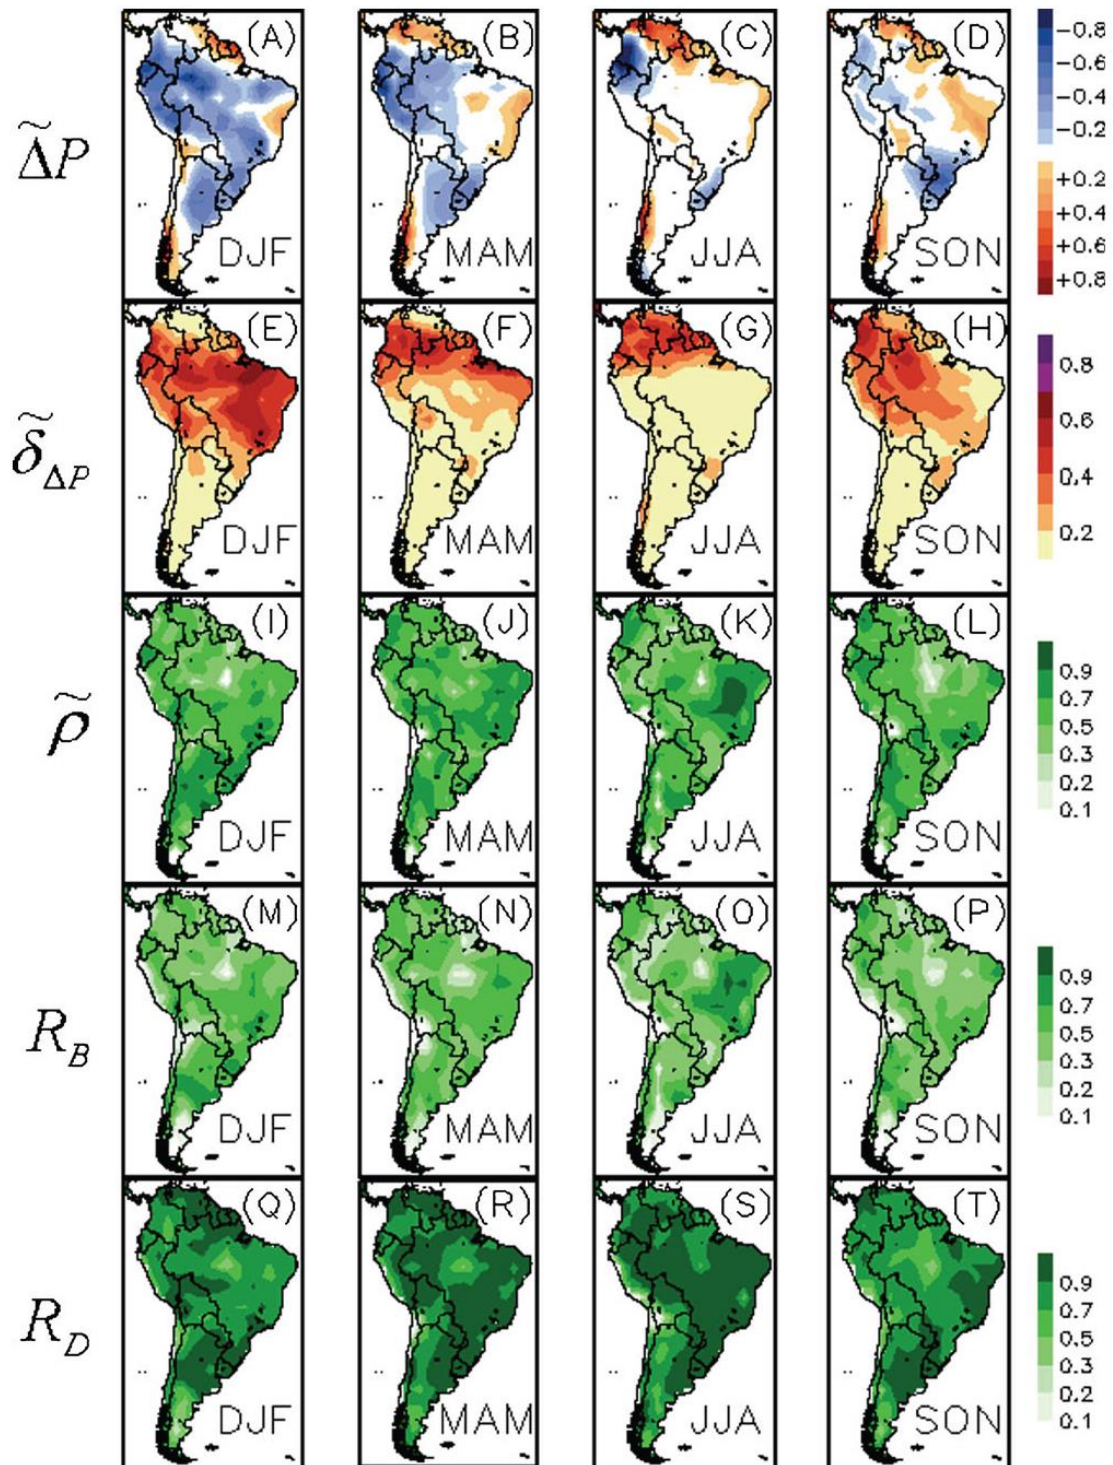 (A) (B) (C) (D)
−0.8
−0.6
−0.4
−0.2
+0.2
+0.4
+0.6
+0.8
Δ̃P
DJF MAM JJA SON
(E) (F) (G) (H)
0.8
0.6
0.4
0.2
δ̃ΔP
DJF MAM JJA SON
(I) (J) (K) (L)
0.9
0.7
0.5
0.3
0.2
0.1
ρ̃
DJF MAM JJA SON
(M) (N) (O) (P)
0.9
0.7
0.5
0.3
0.2
0.1
R_B
DJF MAM JJA SON
(Q) (R) (S) (T)
0.9
0.7
0.5
0.3
0.2
0.1
R_D
DJF MAM JJA SON